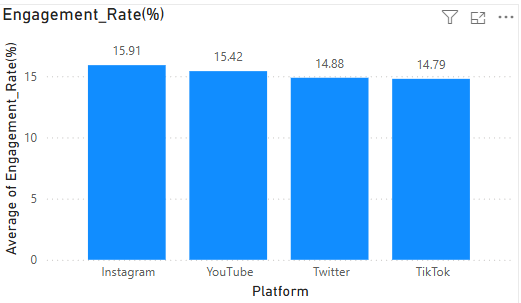 Engagement_Rate(%)
Average of Engagement_Rate(%)
15
10
5
0
15.91
15.42
14.88
14.79
Instagram
YouTube
Twitter
TikTok
Platform